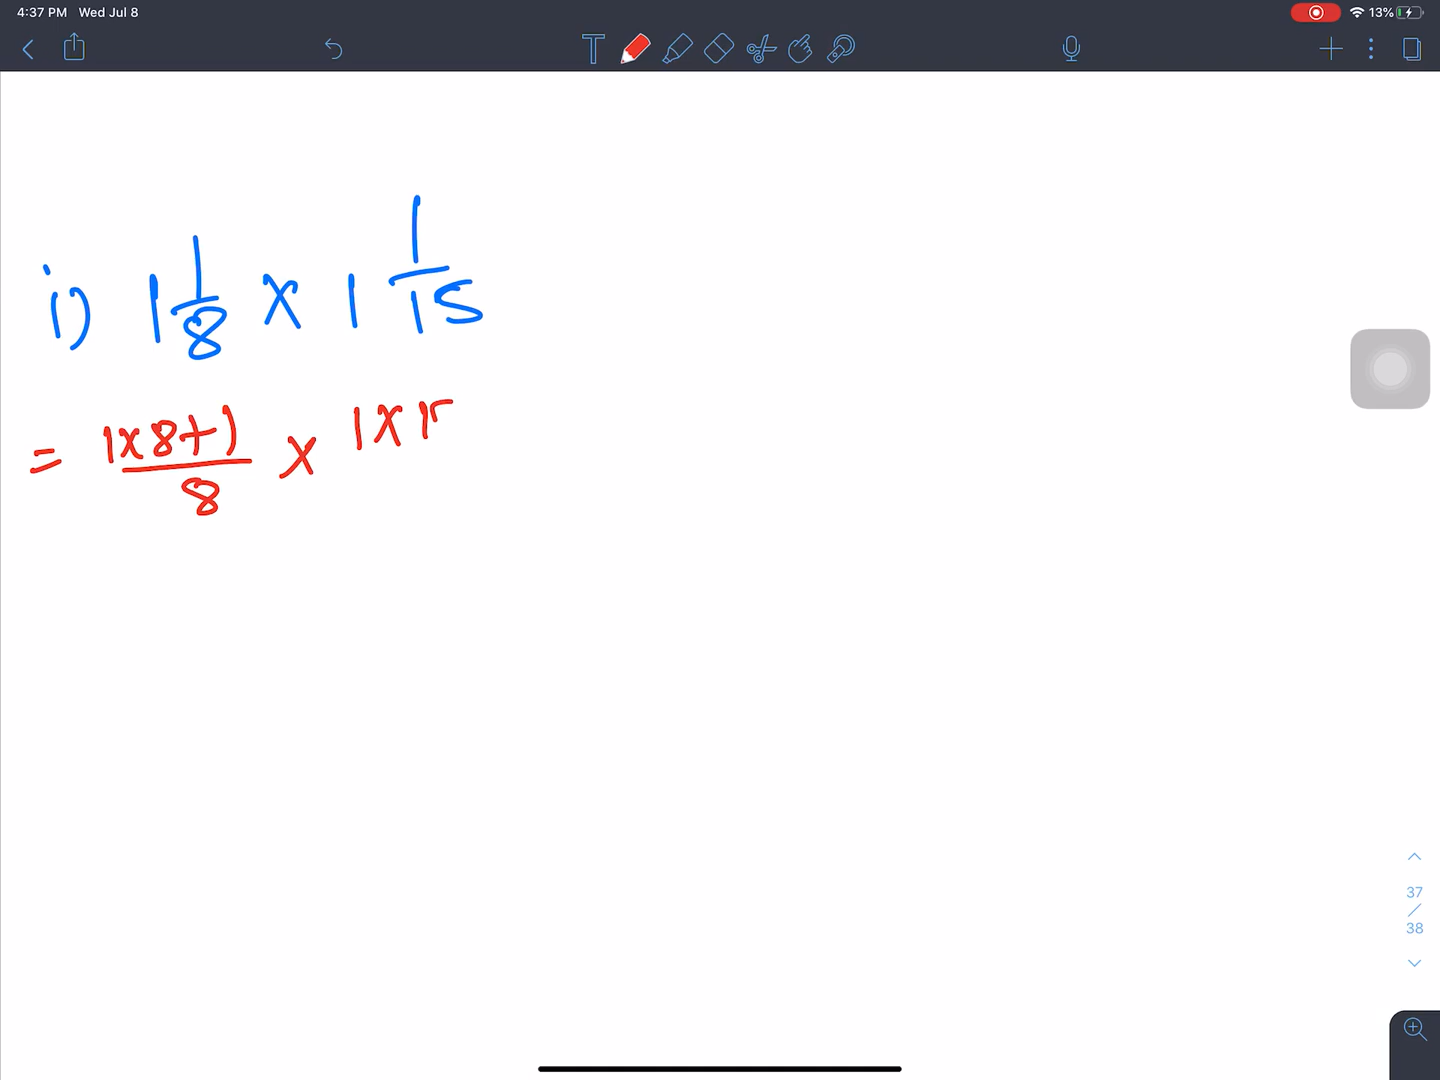 4:37 PM Wed Jul 8
13%
T
i) 1 1/8 x 1 1/15
= 1x8+1/8 x 1x1
37
/
38